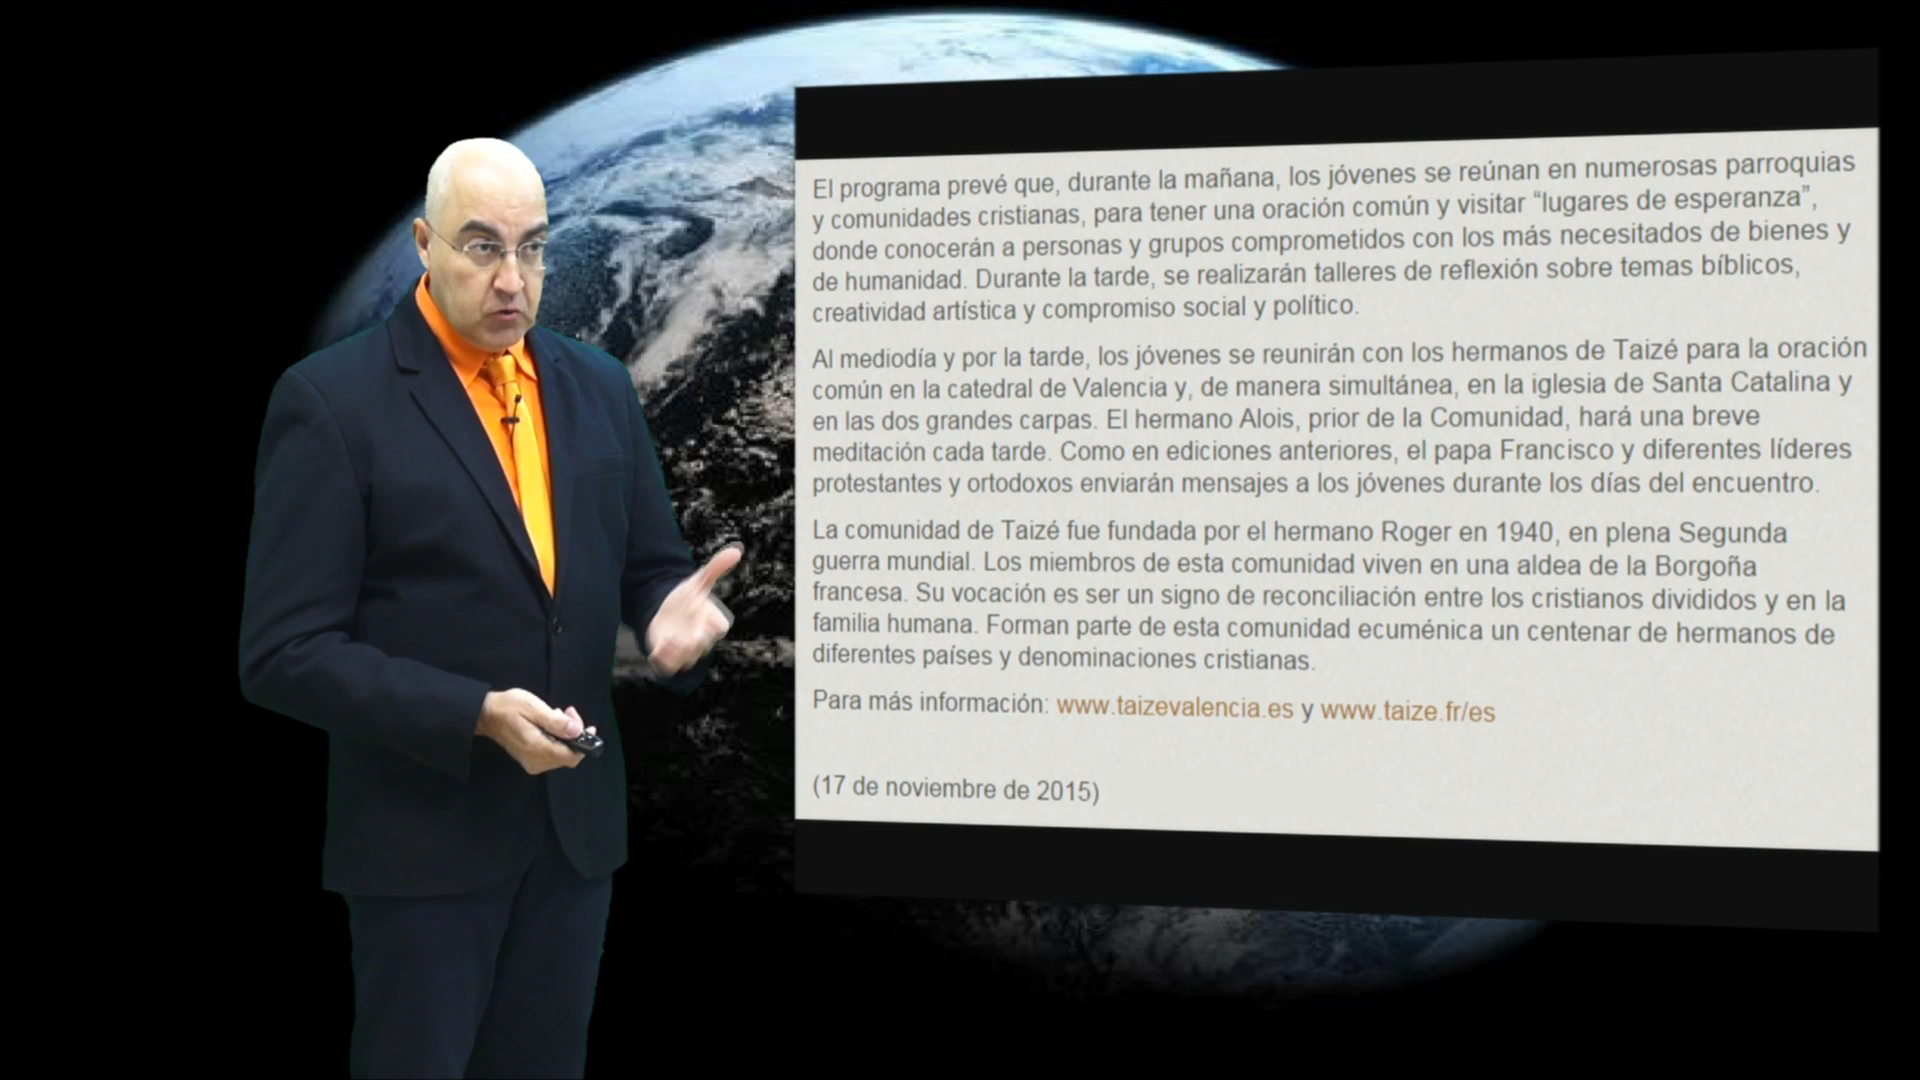 El programa prevé que, durante la mañana, los jóvenes se reúnan en numerosas parroquias
y comunidades cristianas, para tener una oración común y visitar “lugares de esperanza”,
donde conocerán a personas y grupos comprometidos con los más necesitados de bienes y
de humanidad. Durante la tarde, se realizarán talleres de reflexión sobre temas bíblicos,
creatividad artística y compromiso social y político.
Al mediodía y por la tarde, los jóvenes se reunirán con los hermanos de Taizé para la oración
común en la catedral de Valencia y, de manera simultánea, en la iglesia de Santa Catalina y
en las dos grandes carpas. El hermano Alois, prior de la Comunidad, hará una breve
meditación cada tarde. Como en ediciones anteriores, el papa Francisco y diferentes líderes
protestantes y ortodoxos enviarán mensajes a los jóvenes durante los días del encuentro.
La comunidad de Taizé fue fundada por el hermano Roger en 1940, en plena Segunda
guerra mundial. Los miembros de esta comunidad viven en una aldea de la Borgoña
francesa. Su vocación es ser un signo de reconciliación entre los cristianos divididos y en la
familia humana. Forman parte de esta comunidad ecuménica un centenar de hermanos de
diferentes países y denominaciones cristianas.
Para más información: www.taizevalencia.es y www.taize.fr/es
(17 de noviembre de 2015)